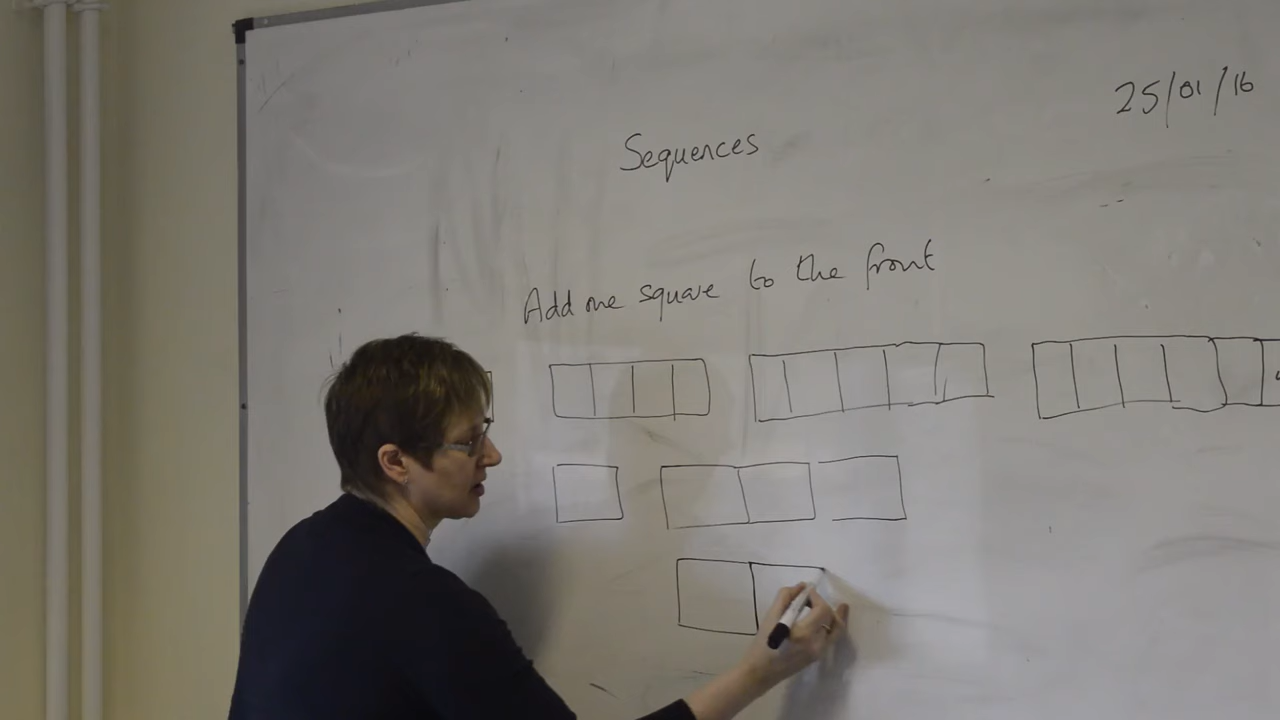 25/01/16
Sequences
Add one square to the front